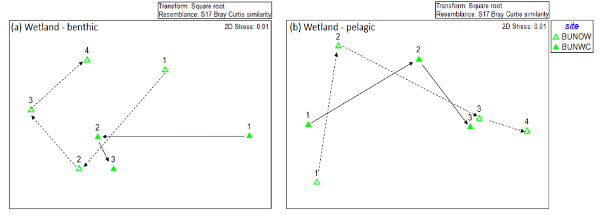 Transform: Square root
Resemblance: S17 Bray Curtis similarity
(a) Wetland - benthic
2D Stress: 0.01
4
1
3
2
1
2
3
Transform: Square root
Resemblance: S17 Bray Curtis similarity
(b) Wetland - pelagic
2D Stress: 0.01
2
2
1
3
3
4
1
site
BUNOW
BUNWC